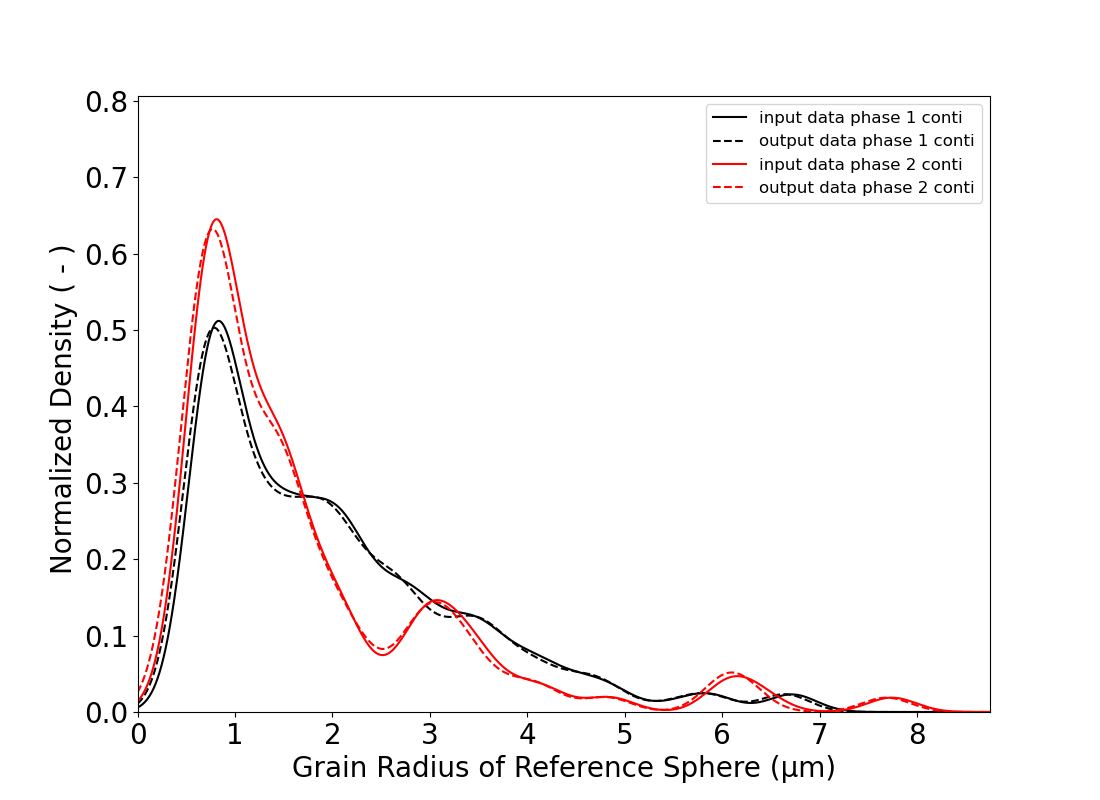 0.8
0.7
0.6
0.5
0.4
0.3
0.2
0.1
0.0
Normalized Density ( - )
input data phase 1 conti
output data phase 1 conti
input data phase 2 conti
output data phase 2 conti
0 1 2 3 4 5 6 7 8
Grain Radius of Reference Sphere (μm)